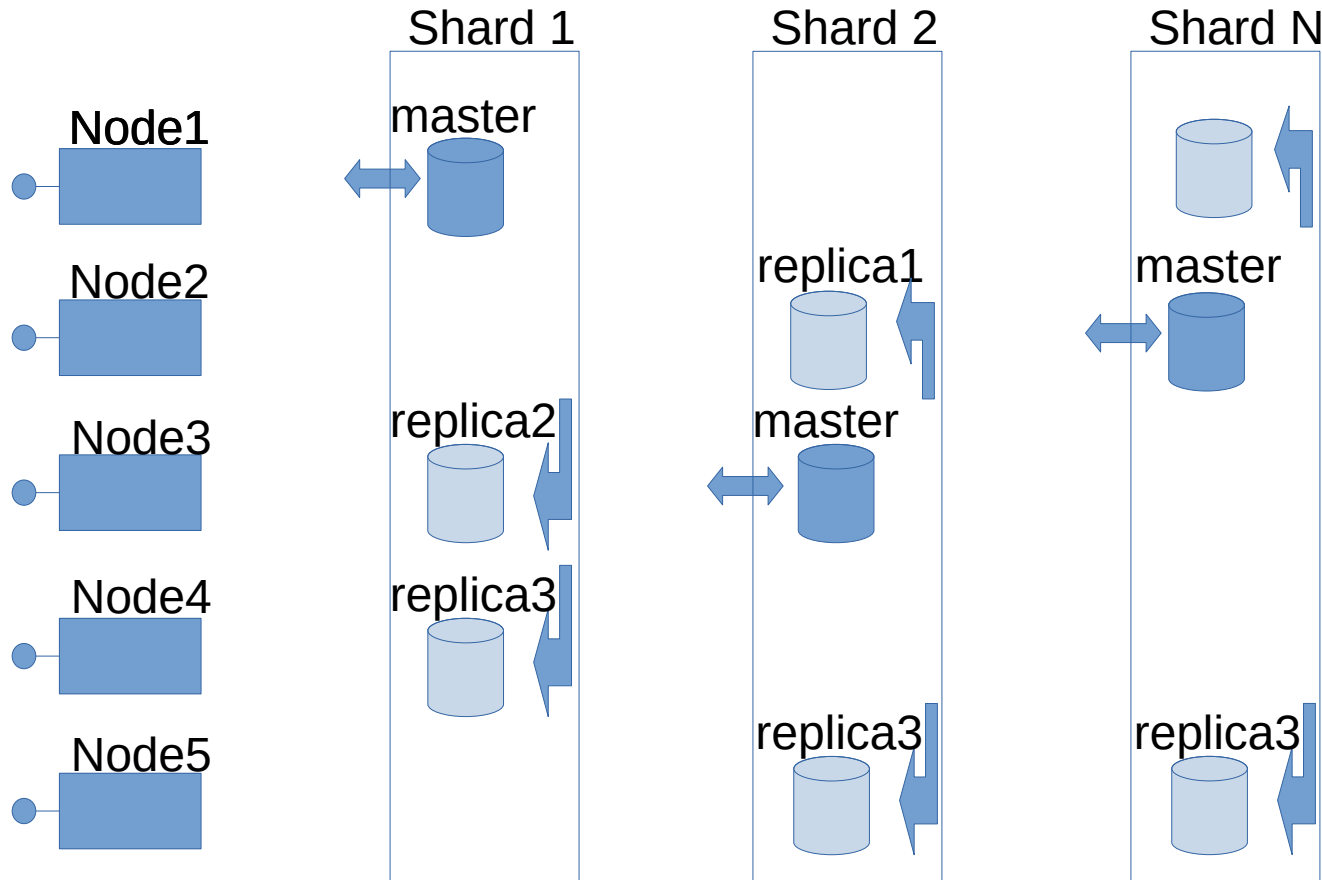 Shard 1
Shard 2
Shard N
Node1
master
Node2
replica1
master
Node3
replica2
master
Node4
replica3
Node5
replica3
replica3